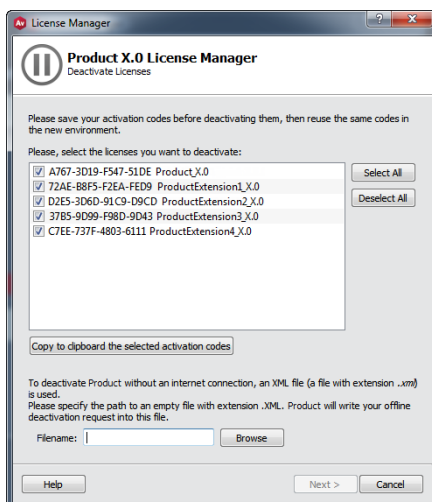 Av License Manager
Product X.0 License Manager
Deactivate Licenses
Please save your activation codes before deactivating them, then reuse the same codes in
the new environment.
Please, select the licenses you want to deactivate:
A767-3D19-F547-51DE Product_X.0
72AE-B8F5-F2EA-FED9 ProductExtension1_X.0
D2E5-3D6D-91C9-D9CD ProductExtension2_X.0
37B5-9D99-F98D-9D43 ProductExtension3_X.0
C7EE-737F-4803-6111 ProductExtension4_X.0
Select All
Deselect All
Copy to clipboard the selected activation codes
To deactivate Product without an internet connection, an XML file (a file with extension .xml)
is used.
Please specify the path to an empty file with extension .XML. Product will write your offline
deactivation request into this file.
Filename:
Browse
Help
Next >
Cancel